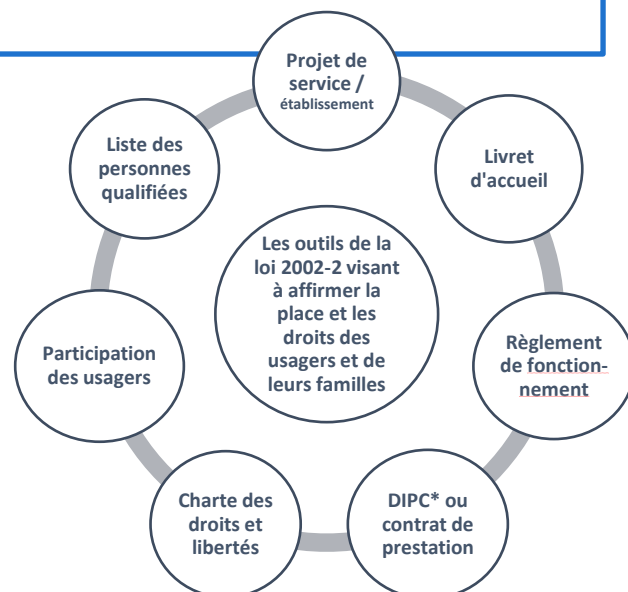 Projet de
service /
établissement
Livret
d'accueil
Règlement
de fonction-
nement
DIPC* ou
contrat de
prestation
Charte des
droits et
libertés
Participation
des usagers
Liste des
personnes
qualifiées
Les outils de la
loi 2002-2 visant
à affirmer la
place et les
droits des
usagers et de
leurs familles